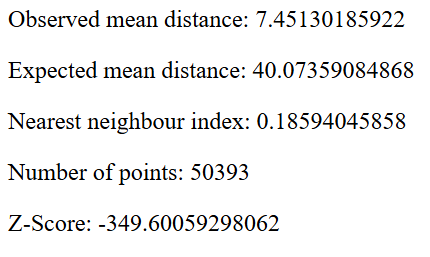 Observed mean distance: 7.45130185922
Expected mean distance: 40.07359084868
Nearest neighbour index: 0.18594045858
Number of points: 50393
Z-Score: -349.60059298062